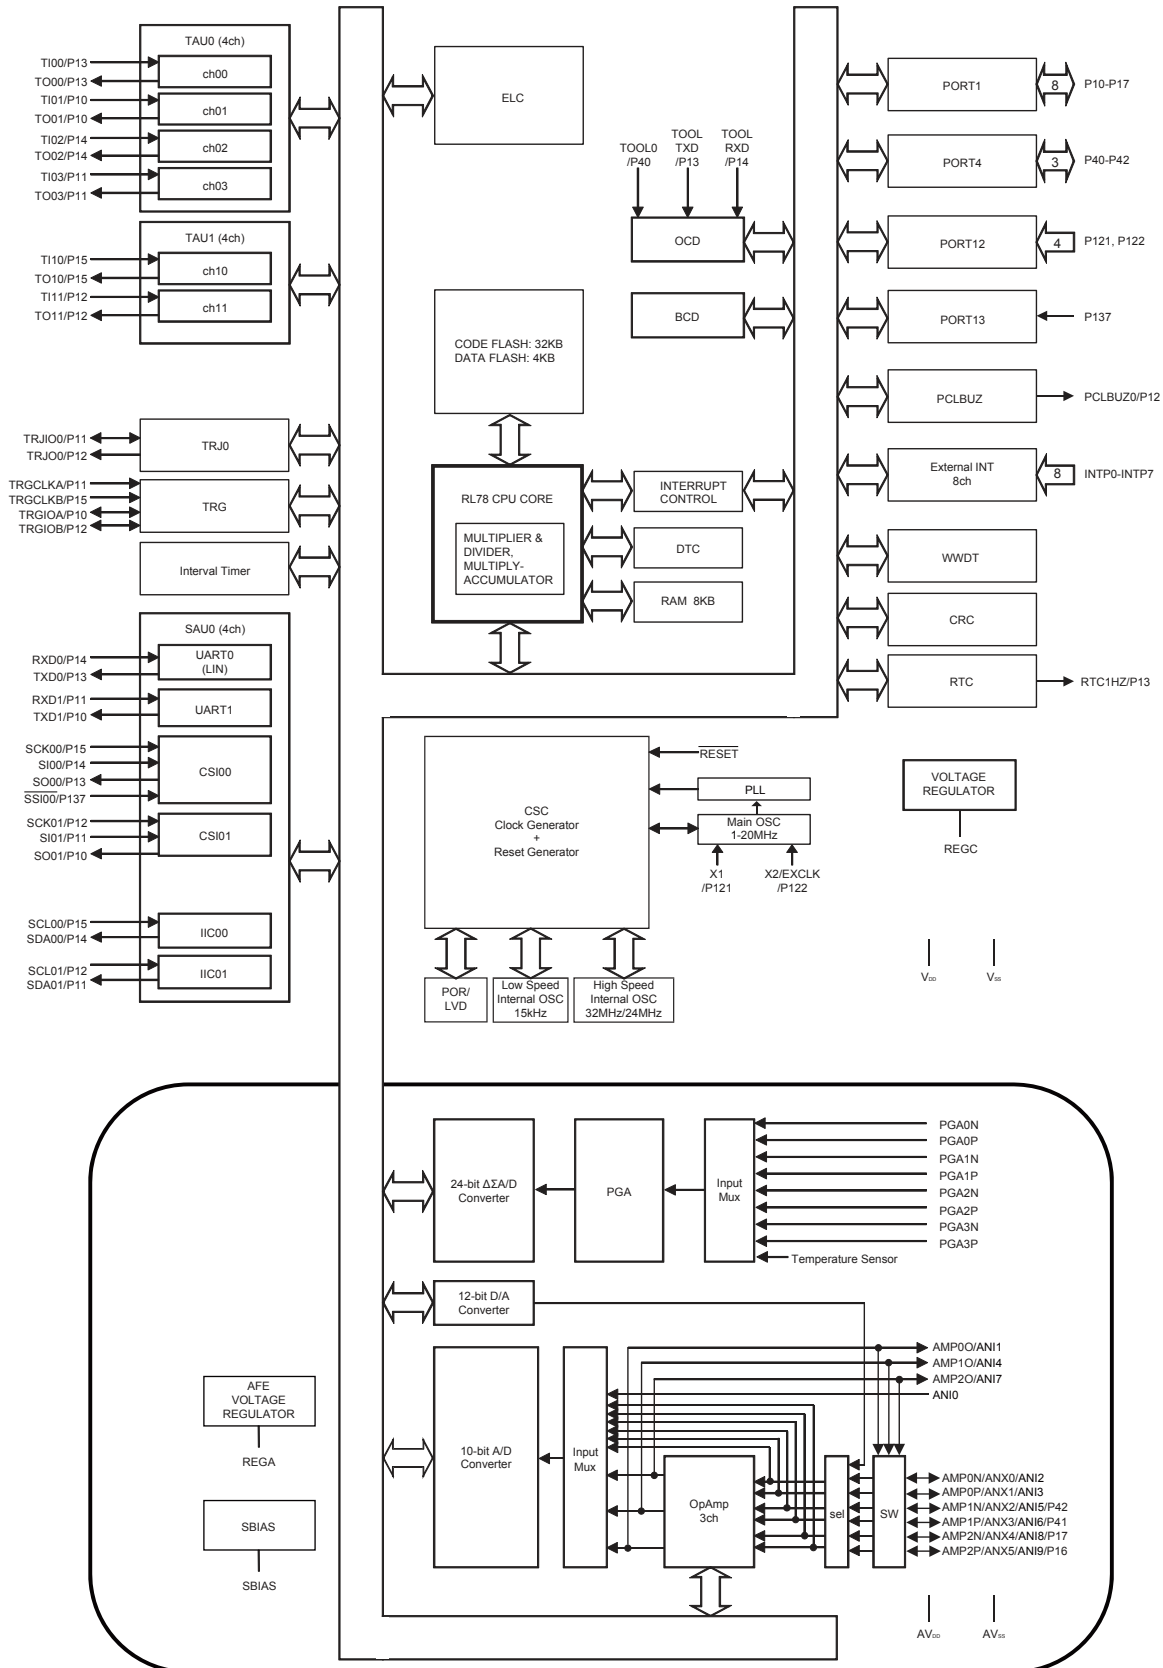 TAU0 (4ch)
TI00/P13
TO00/P13
ch00
TI01/P10
TO01/P10
ch01
TI02/P14
TO02/P14
ch02
TI03/P11
TO03/P11
ch03
TAU1 (4ch)
TI10/P15
TO10/P15
ch10
TI11/P12
TO11/P12
ch11
TRJIO0/P11
TRJO0/P12
TRJ0
TRGCLKA/P11
TRGCLKB/P15
TRGIOA/P10
TRGIOB/P12
TRG
Interval Timer
SAU0 (4ch)
RXD0/P14
TXD0/P13
UART0
(LIN)
RXD1/P11
TXD1/P10
UART1
SCK00/P15
SI00/P14
SO00/P13
SSI00/P137
CSI00
SCK01/P12
SI01/P11
SO01/P10
CSI01
SCL00/P15
SDA00/P14
IIC00
SCL01/P12
SDA01/P11
IIC01
ELC
TOOL0
/P40
TOOL
TXD
/P13
TOOL
RXD
/P14
OCD
BCD
CODE FLASH: 32KB
DATA FLASH: 4KB
RL78 CPU CORE
MULTIPLIER &
DIVIDER,
MULTIPLY-
ACCUMULATOR
INTERRUPT
CONTROL
DTC
RAM 8KB
PORT1
8
P10-P17
PORT4
3
P40-P42
PORT12
4
P121, P122
PORT13
P137
PCLBUZ
PCLBUZ0/P12
External INT
8ch
8
INTP0-INTP7
WWDT
CRC
RTC
RTC1HZ/P13
CSC
Clock Generator
+
Reset Generator
RESET
PLL
Main OSC
1-20MHz
X1
/P121
X2/EXCLK
/P122
POR/
LVD
Low Speed
Internal OSC
15kHz
High Speed
Internal OSC
32MHz/24MHz
VOLTAGE
REGULATOR
REGC
VDD
VSS
24-bit ΔΣA/D
Converter
PGA
Input
Mux
PGA0N
PGA0P
PGA1N
PGA1P
PGA2N
PGA2P
PGA3N
PGA3P
Temperature Sensor
12-bit D/A
Converter
AFE
VOLTAGE
REGULATOR
REGA
SBIAS
SBIAS
10-bit A/D
Converter
Input
Mux
OpAmp
3ch
sel
SW
AMP0O/ANI1
AMP1O/ANI4
AMP2O/ANI7
ANI0
AMP0N/ANX0/ANI2
AMP0P/ANX1/ANI3
AMP1N/ANX2/ANI5/P42
AMP1P/ANX3/ANI6/P41
AMP2N/ANX4/ANI8/P17
AMP2P/ANX5/ANI9/P16
AVDD
AVSS